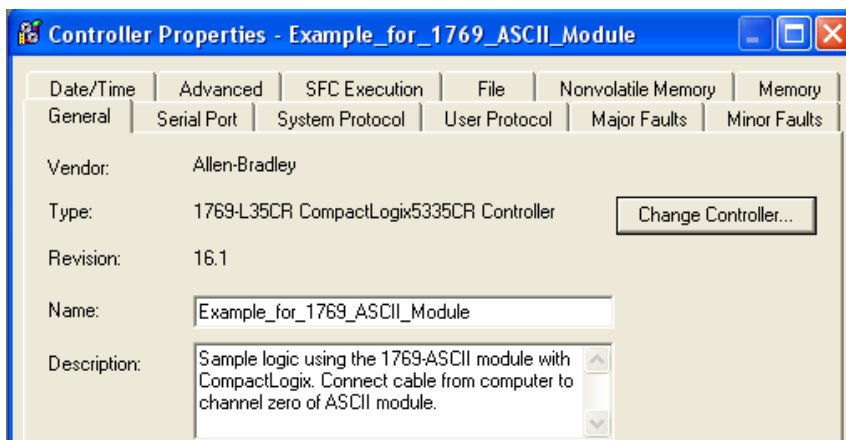 Controller Properties - Example_for_1769_ASCII_Module
Date/Time Advanced SFC Execution File Nonvolatile Memory Memory
General Serial Port System Protocol User Protocol Major Faults Minor Faults
Vendor: Allen-Bradley
Type: 1769-L35CR CompactLogix5335CR Controller Change Controller...
Revision: 16.1
Name: Example_for_1769_ASCII_Module
Description: Sample logic using the 1769-ASCII module with
CompactLogix. Connect cable from computer to
channel zero of ASCII module.